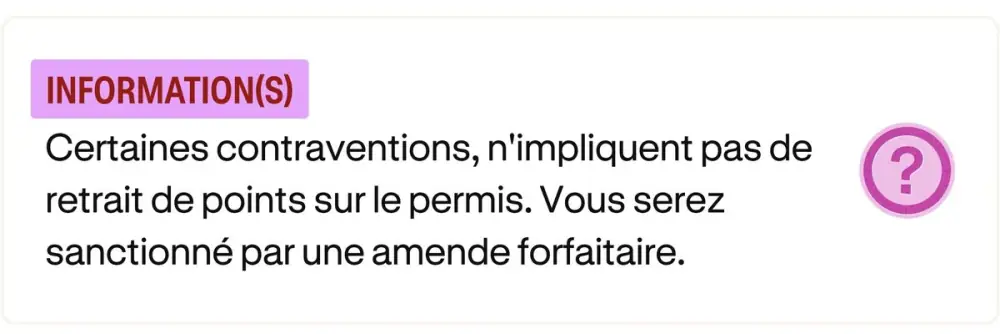 INFORMATION(S)
Certaines contraventions, n'impliquent pas de
retrait de points sur le permis. Vous serez
sanctionné par une amende forfaitaire.
?